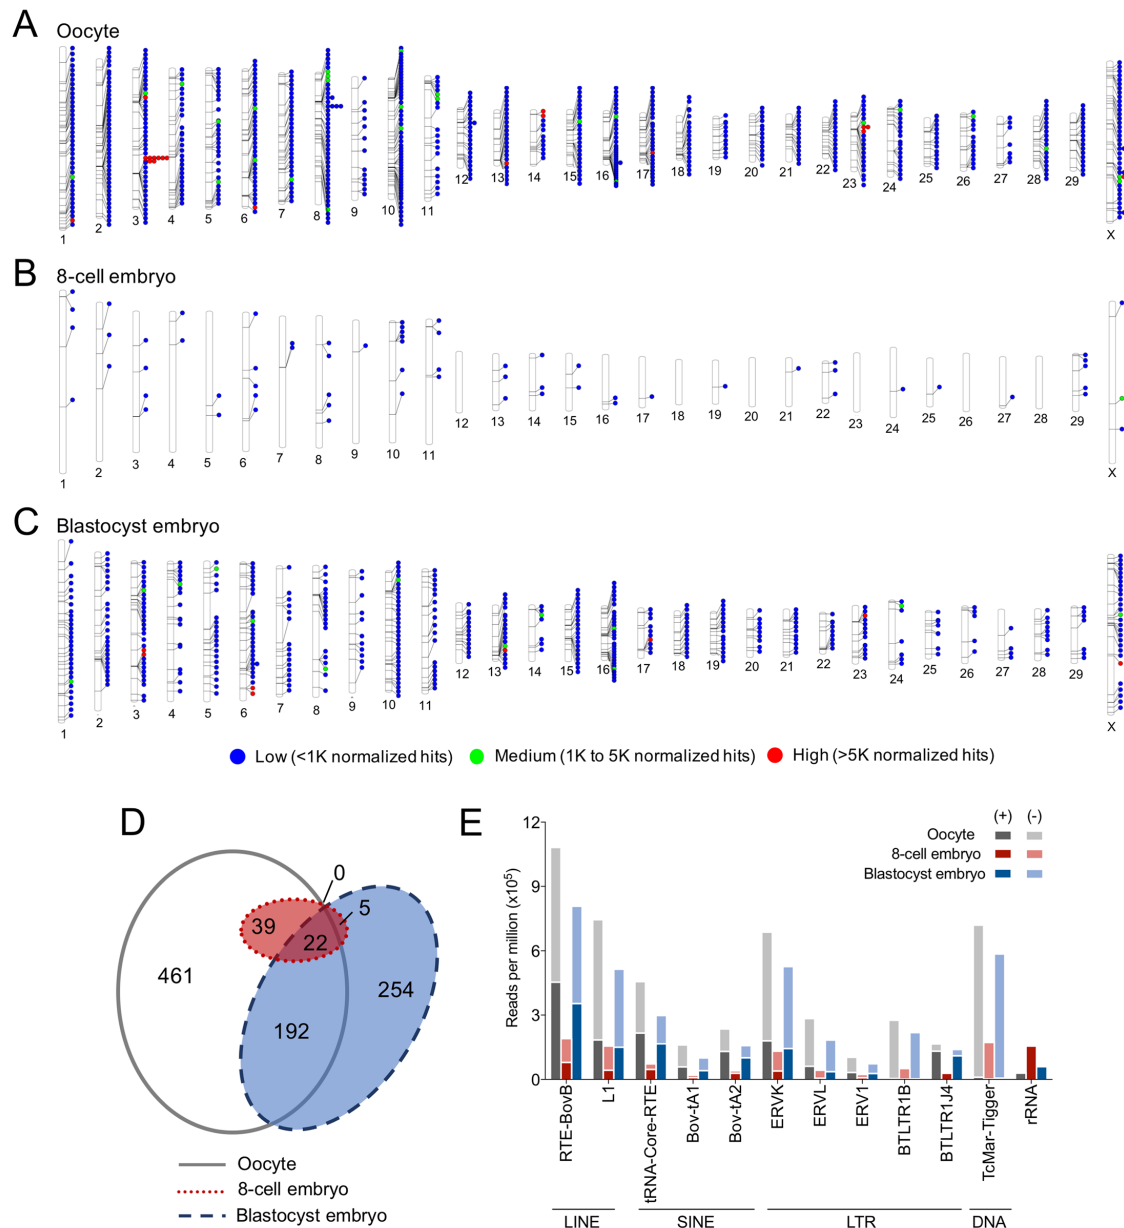 A
Oocyte
1 2 3 4 5 6 7 8 9 10 11 12 13 14 15 16 17 18 19 20 21 22 23 24 25 26 27 28 29 X
B
8-cell embryo
1 2 3 4 5 6 7 8 9 10 11 12 13 14 15 16 17 18 19 20 21 22 23 24 25 26 27 28 29 X
C
Blastocyst embryo
1 2 3 4 5 6 7 8 9 10 11 12 13 14 15 16 17 18 19 20 21 22 23 24 25 26 27 28 29 X
Low (<1K normalized hits) Medium (1K to 5K normalized hits) High (>5K normalized hits)
D
0
5
39
22
461
254
192
Oocyte
8-cell embryo
Blastocyst embryo
E
(+) (-)
Oocyte
8-cell embryo
Blastocyst embryo
Reads per million (x10⁵)
12
9
6
3
0
RTE-BovB
L1
tRNA-Core-RTE
Bov-tA1
Bov-tA2
ERVK
ERVL
ERV1
BTLTR1B
BTLTR1J4
TcMar-Tigger
rRNA
LINE SINE LTR DNA